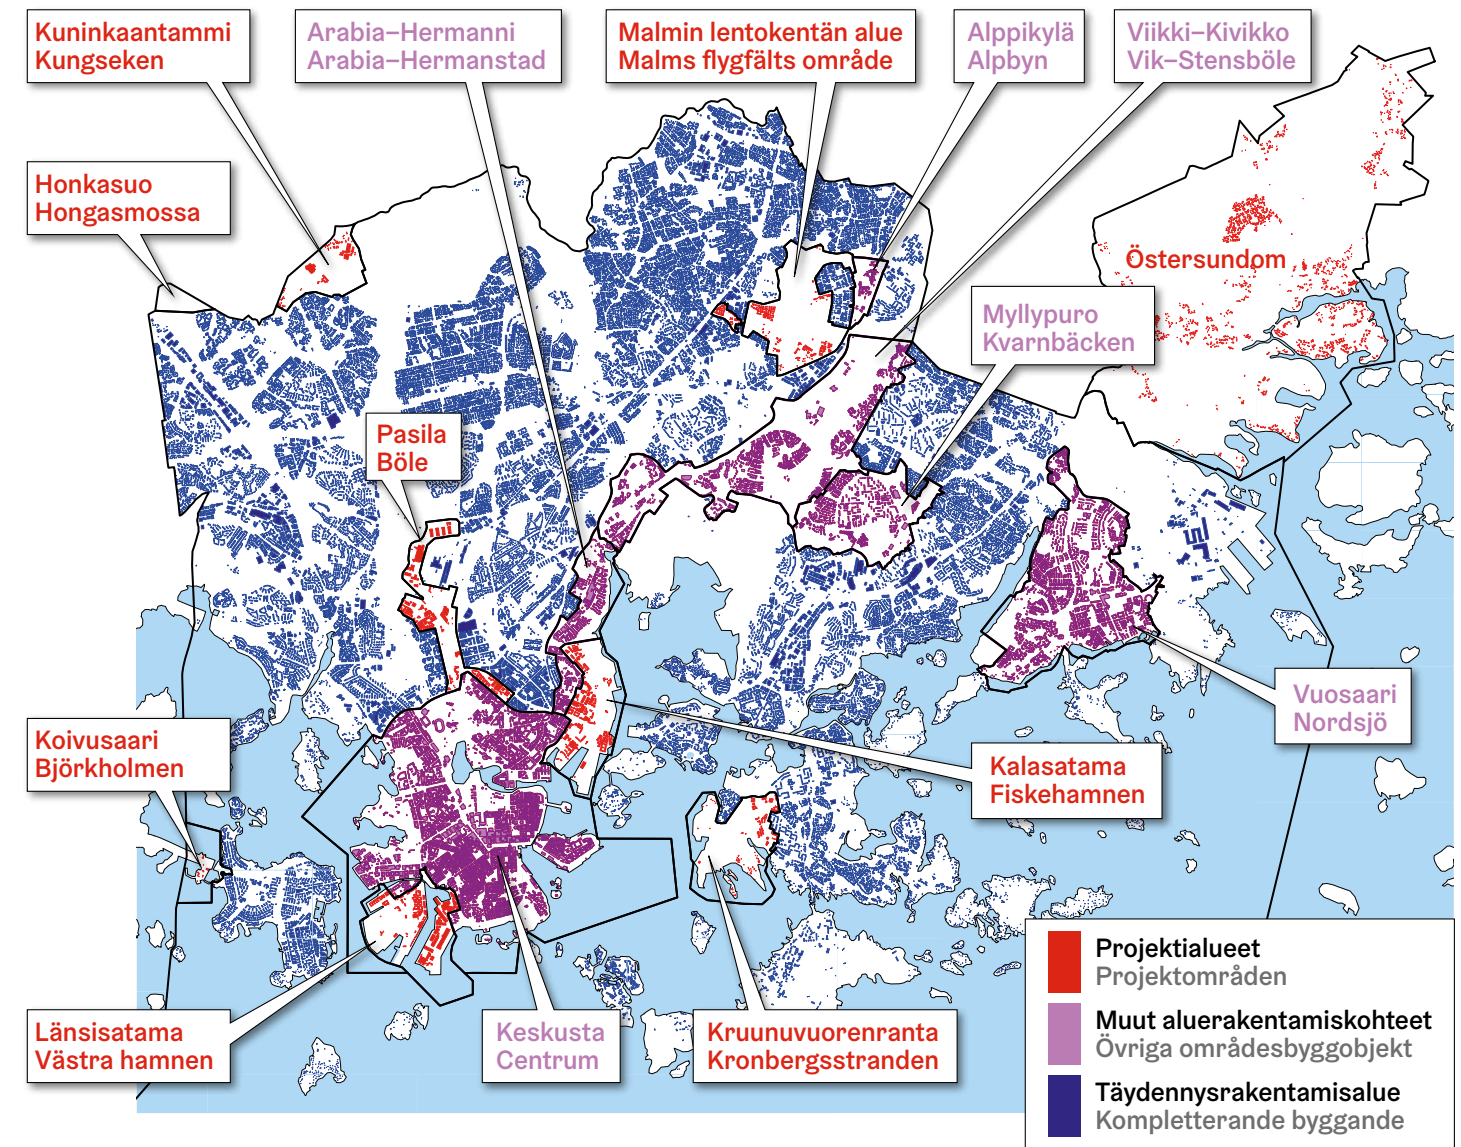 Kuninkaantammi
Kungseken
Arabia–Hermanni
Arabia–Hermanstad
Malmin lentokentän alue
Malms flygfälts område
Alppikylä
Alpbyn
Viikki–Kivikko
Vik–Stensböle
Honkasuo
Hongasmossa
Östersundom
Myllypuro
Kvarnbäcken
Pasila
Böle
Vuosaari
Nordsjö
Koivusaari
Björkholmen
Kalasatama
Fiskehamnen
Länsisatama
Västra hamnen
Keskusta
Centrum
Kruunuvuorenranta
Kronbergsstranden
Projektialueet
Projektområden
Muut aluerakentamiskohteet
Övriga områdesbyggobjekt
Täydennysrakentamisalue
Kompletterande byggande